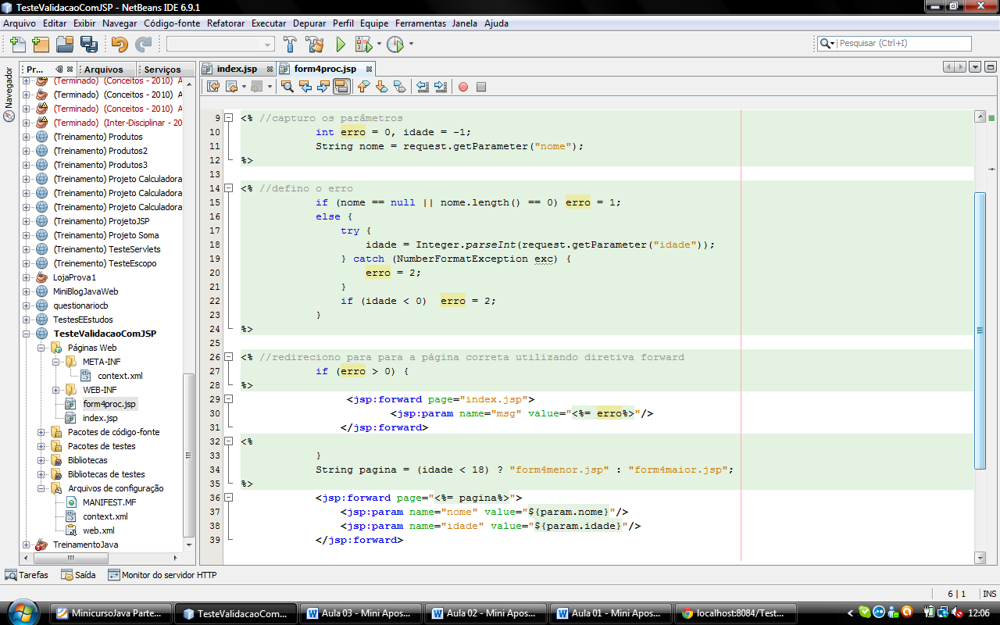 TesteValidacaoComJSP - NetBeans IDE 6.9.1
Arquivo Editar Exibir Navegar Código-fonte Refatorar Executar Depurar Perfil Equipe Ferramentas Janela Ajuda
Pesquisar (Ctrl+I)
Navegador
Pr... Arquivos Serviços
(Terminado) (Conceitos - 2010) A
(Terminado) (Conceitos - 2010) A
(Terminado) (Conceitos - 2010) A
(Terminado) (Inter-Disciplinar - 20
(Treinamento) Produtos
(Treinamento) Produtos2
(Treinamento) Produtos3
(Treinamento) Projeto Calculadora
(Treinamento) Projeto Calculadora
(Treinamento) Projeto Calculadora
(Treinamento) ProjetoJSP
(Treinamento) Projeto Soma
(Treinamento) TesteServlets
(Treinemento) TesteEscopo
LojaProva1
MiniBlogJavaWeb
questionariocb
TestesEEstudos
TesteValidacaoComJSP
Páginas Web
META-INF
context.xml
WEB-INF
form4proc.jsp
index.jsp
Pacotes de código-fonte
Pacotes de testes
Bibliotecas
Bibliotecas de testes
Arquivos de configuração
MANIFEST.MF
context.xml
web.xml
TreinamentoJava
index.jsp form4proc.jsp
9 <% //capturo os parâmetros
10 int erro = 0, idade = -1;
11 String nome = request.getParameter("nome");
12 %>
13
14 <% //defino o erro
15 if (nome == null || nome.length() == 0) erro = 1;
16 else {
17 try {
18 idade = Integer.parseInt(request.getParameter("idade"));
19 } catch (NumberFormatException exc) {
20 erro = 2;
21 }
22 if (idade < 0) erro = 2;
23 }
24 %>
25
26 <% //redireciono para para a página correta utilizando diretiva forward
27 if (erro > 0) {
28 %>
29 <jsp:forward page="index.jsp">
30 <jsp:param name="msg" value="<%= erro%>"/>
31 </jsp:forward>
32 <%
33 }
34 String pagina = (idade < 18) ? "form4menor.jsp" : "form4maior.jsp";
35 %>
36 <jsp:forward page="<%= pagina%>">
37 <jsp:param name="nome" value="${param.nome}"/>
38 <jsp:param name="idade" value="${param.idade}"/>
39 </jsp:forward>
Tarefas Saída Monitor do servidor HTTP
6 | 1 INS
MinicursoJava Parte... TesteValidacaoCom... Aula 03 - Mini Apos... Aula 02 - Mini Apos... Aula 01 - Mini Apos... localhost:8084/Test... 12:06